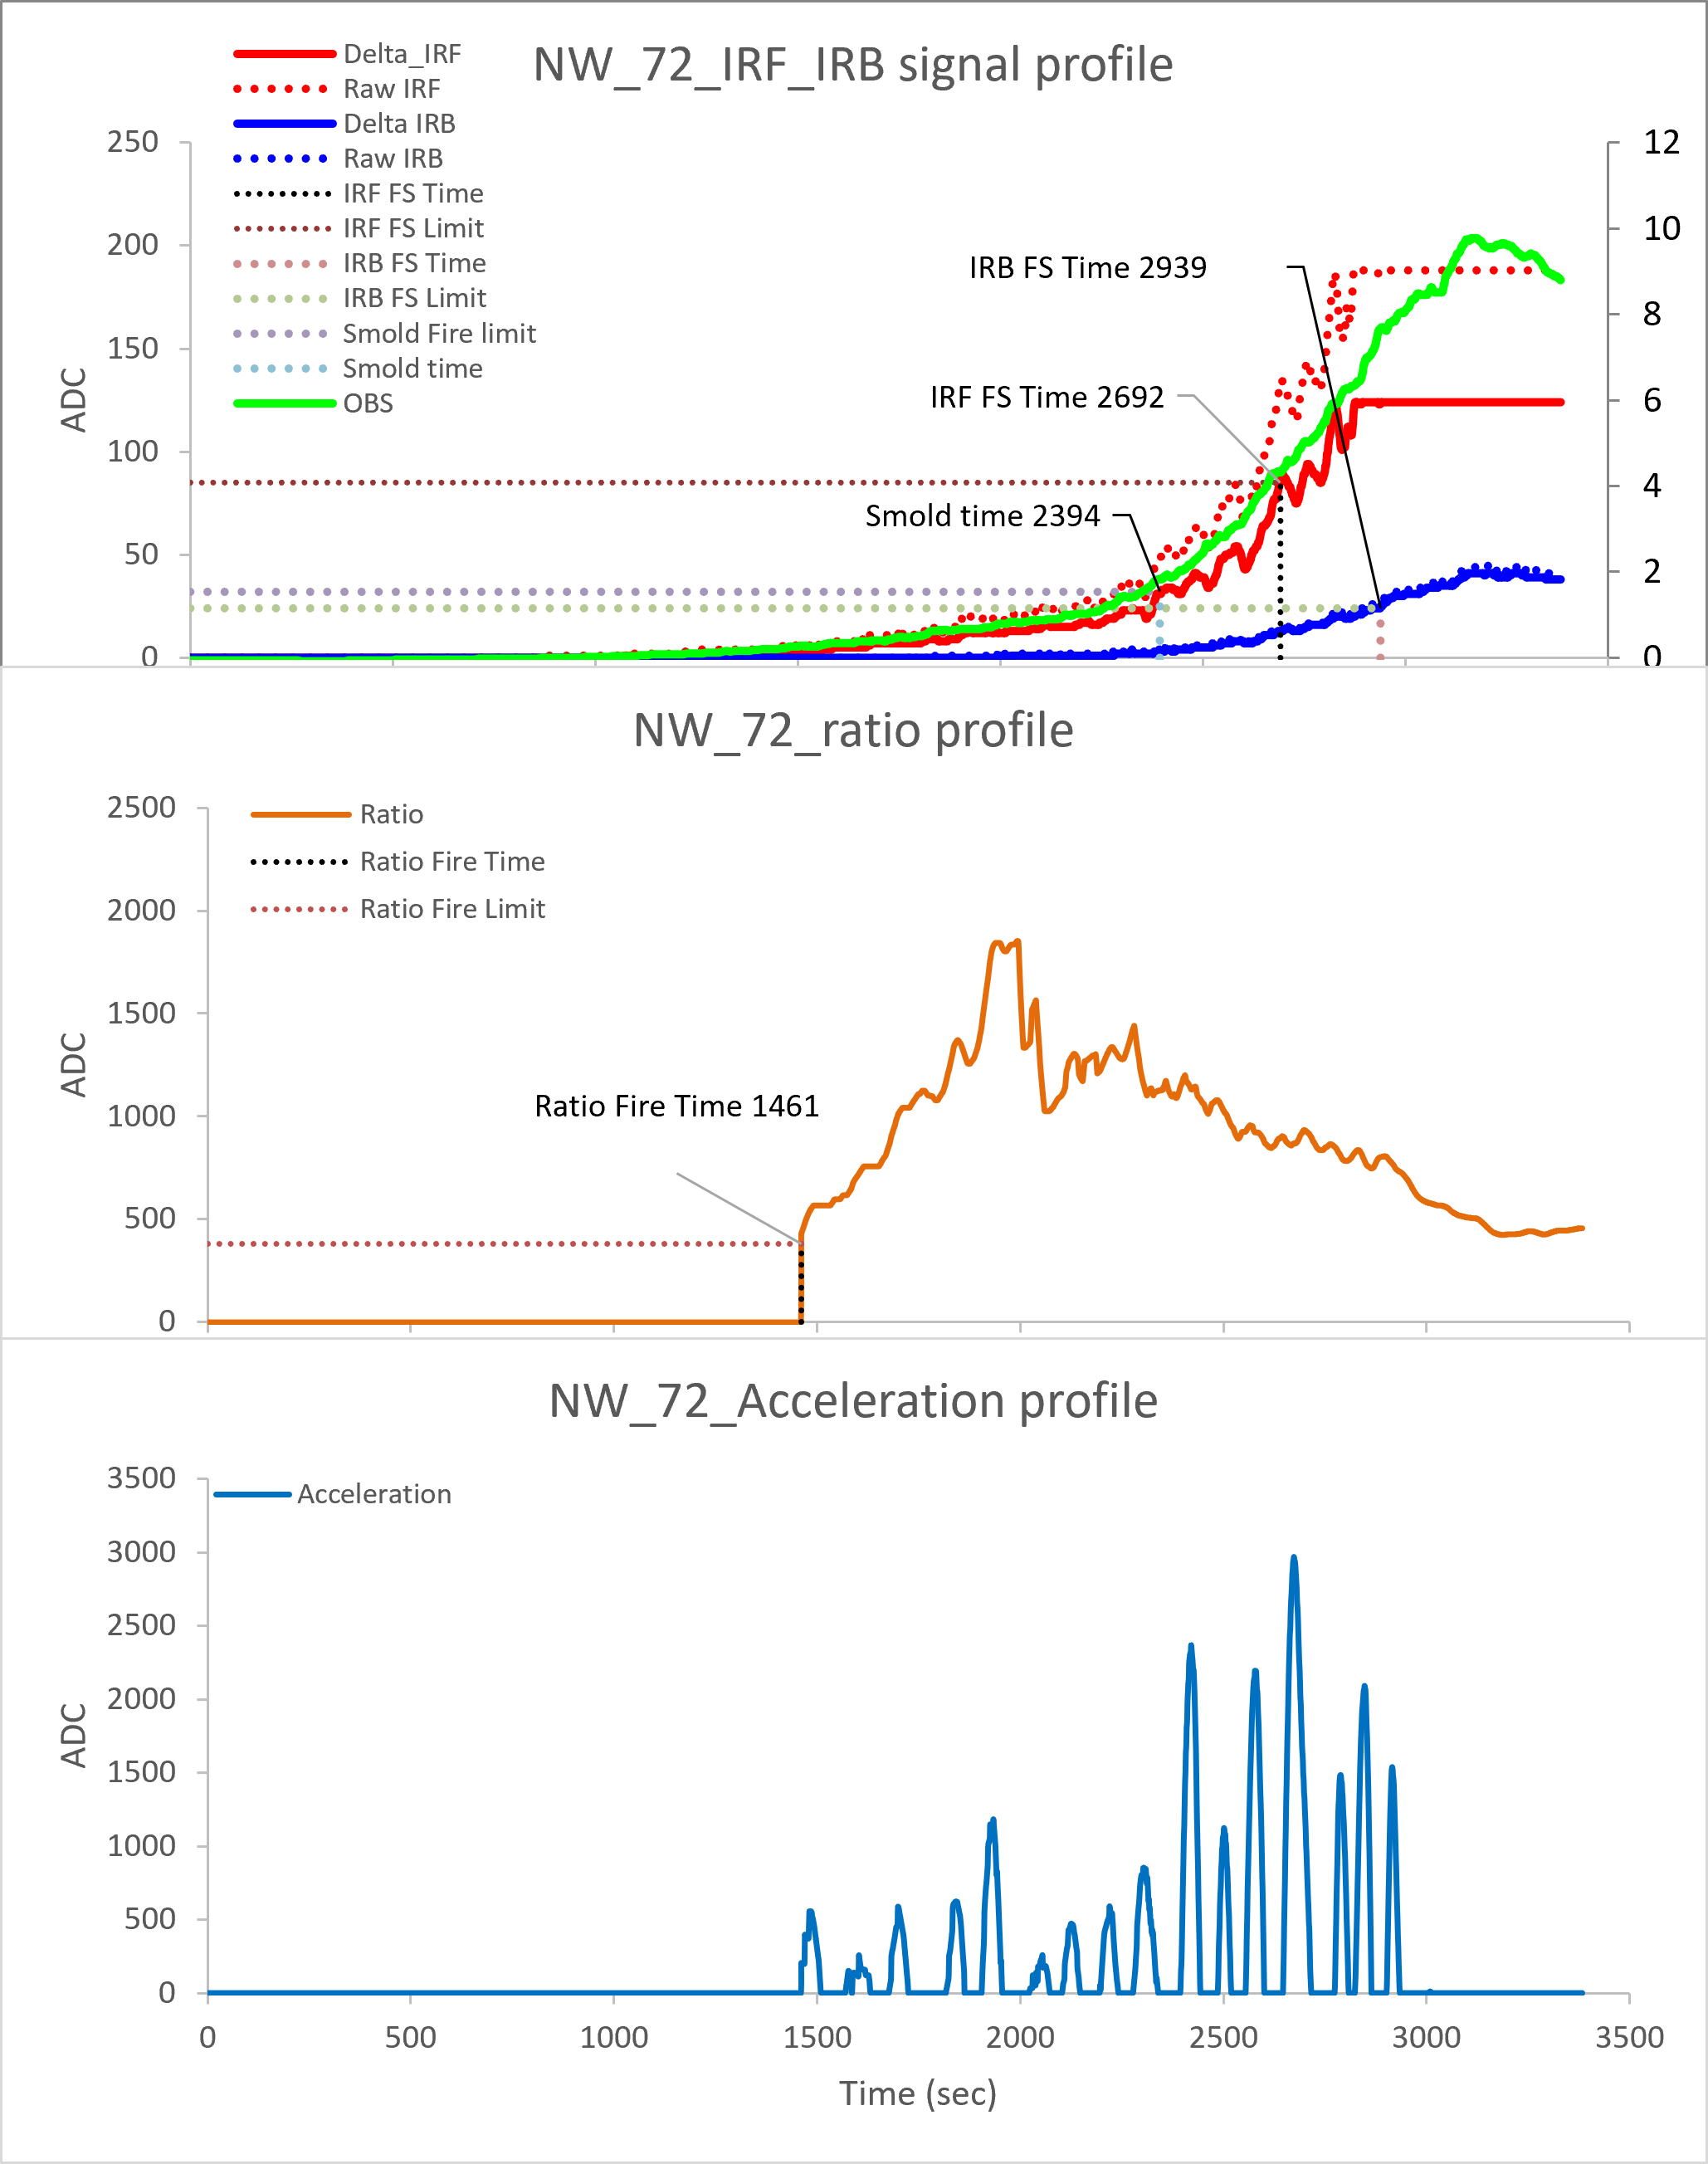 NW_72_IRF_IRB signal profile
Delta_IRF
Raw IRF
Delta IRB
Raw IRB
IRF FS Time
IRF FS Limit
IRB FS Time
IRB FS Limit
Smold Fire limit
Smold time
OBS
250
200
150
100
50
0
ADC
12
10
8
6
4
2
0
IRB FS Time 2939
IRF FS Time 2692
Smold time 2394
NW_72_ratio profile
2500
2000
1500
1000
500
0
ADC
Ratio
Ratio Fire Time
Ratio Fire Limit
Ratio Fire Time 1461
NW_72_Acceleration profile
3500
3000
2500
2000
1500
1000
500
0
ADC
Acceleration
0 500 1000 1500 2000 2500 3000 3500
Time (sec)